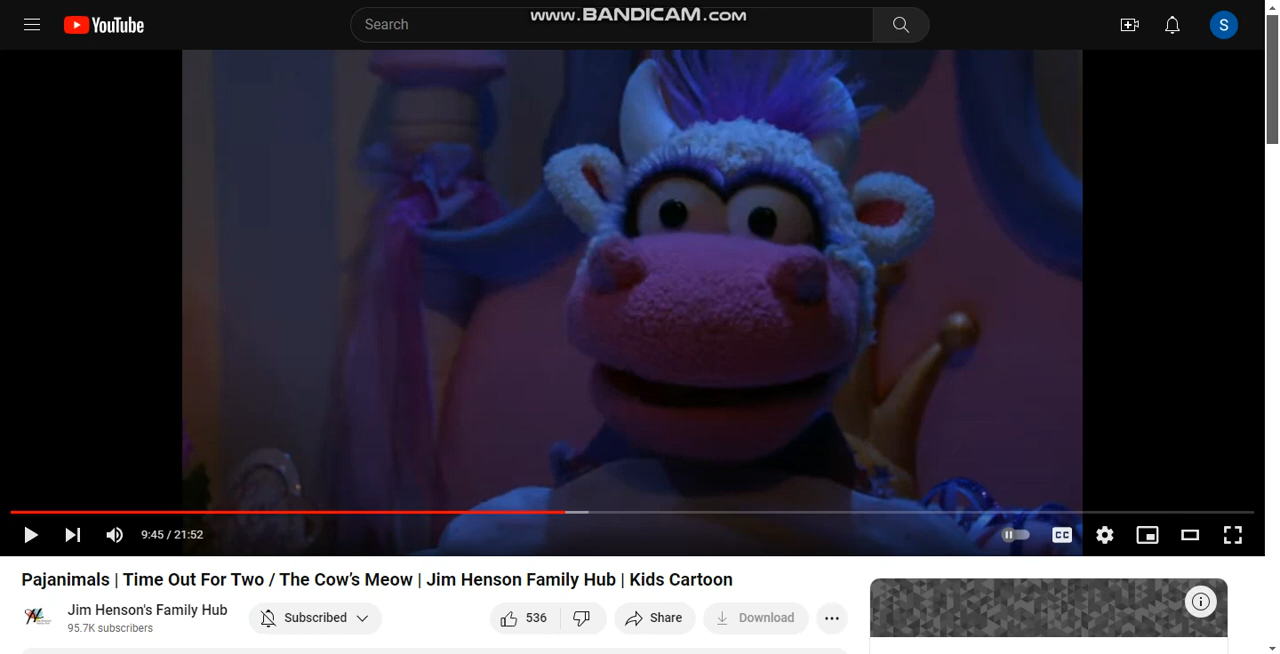 YouTube
Search
www.BANDICAM.com
S
9:45 / 21:52
CC
Pajanimals | Time Out For Two / The Cow's Meow | Jim Henson Family Hub | Kids Cartoon
Jim Henson's Family Hub
95.7K subscribers
Subscribed
536
Share
Download